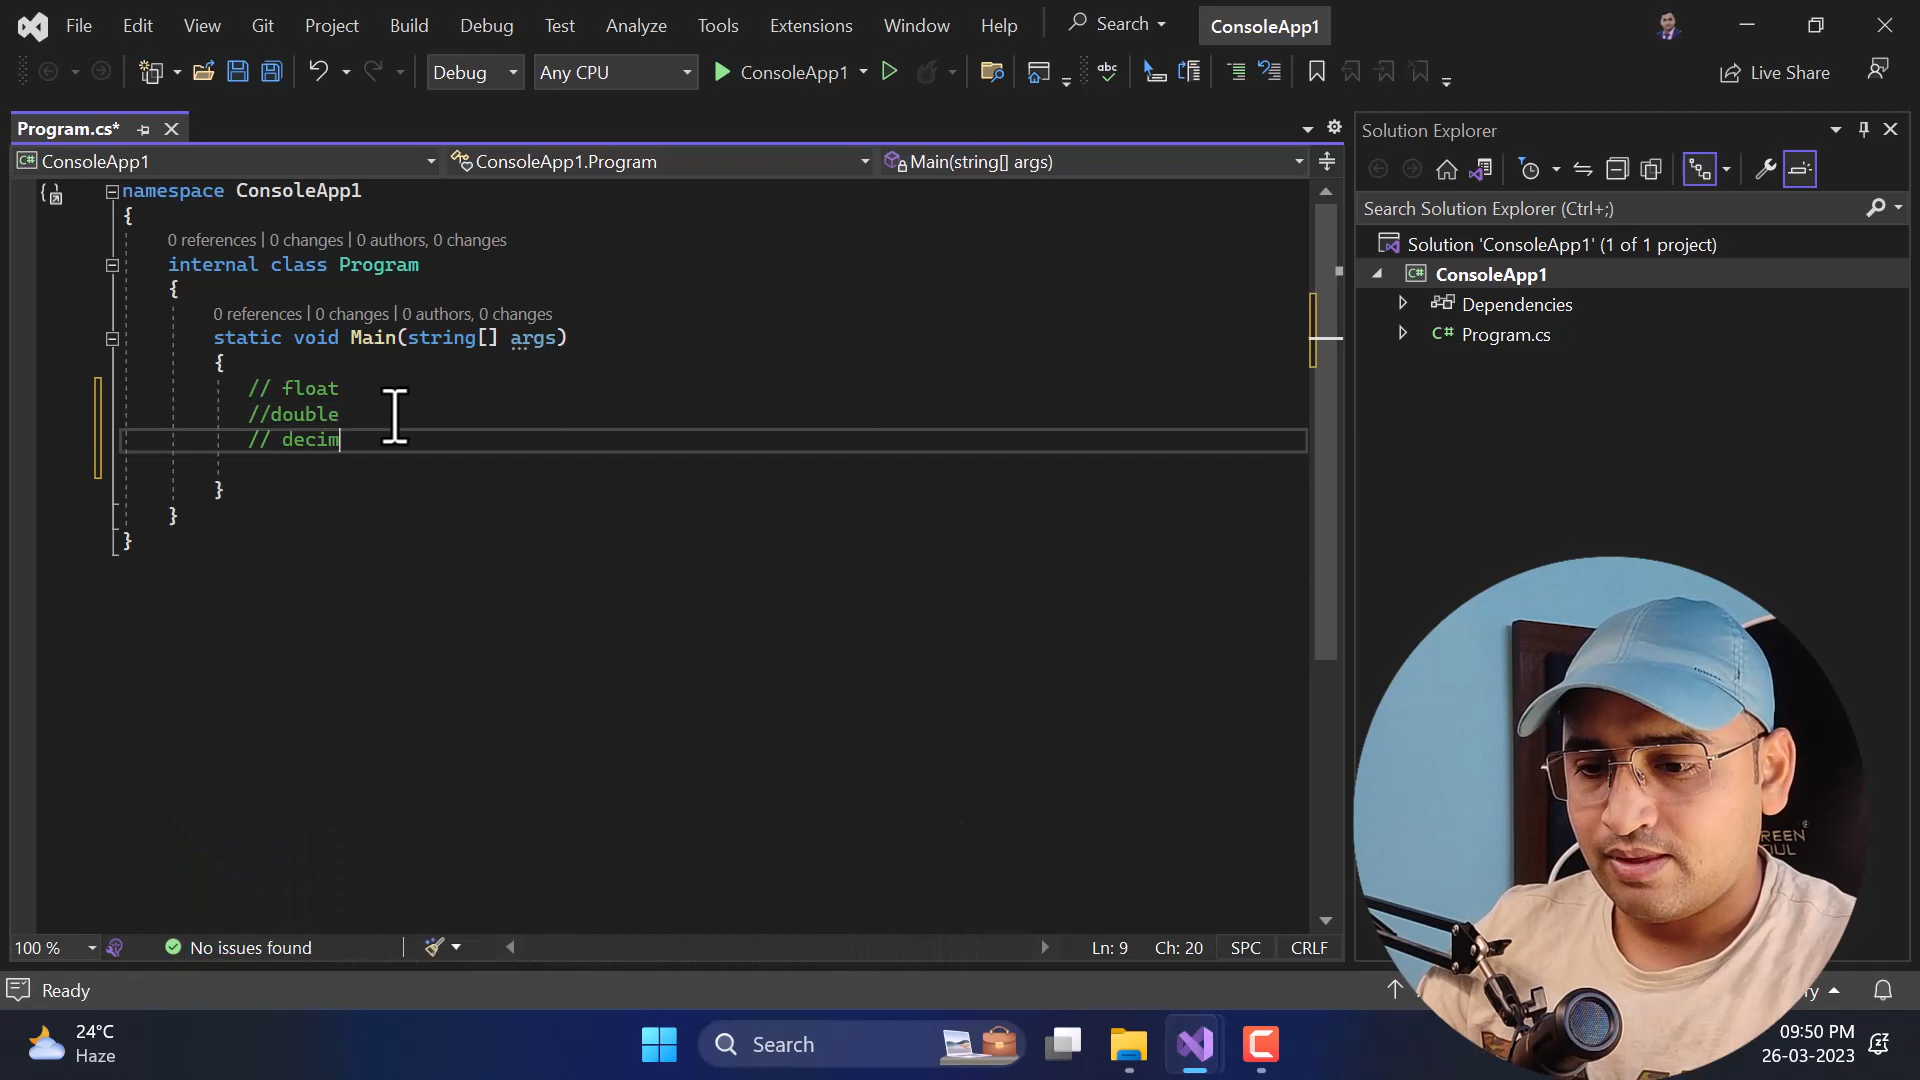 File Edit View Git Project Build Debug Test Analyze Tools Extensions Window Help Search ConsoleApp1
Debug Any CPU ConsoleApp1 Live Share
Program.cs*
ConsoleApp1 ConsoleApp1.Program Main(string[] args)
namespace ConsoleApp1
{
0 references | 0 changes | 0 authors, 0 changes
internal class Program
{
0 references | 0 changes | 0 authors, 0 changes
static void Main(string[] args)
{
// float
//double
// decim
}
}
}
100 % No issues found Ln: 9 Ch: 20 SPC CRLF
Ready
Solution Explorer
Search Solution Explorer (Ctrl+;)
Solution 'ConsoleApp1' (1 of 1 project)
ConsoleApp1
Dependencies
C# Program.cs
24°C
Haze
Search
09:50 PM
26-03-2023